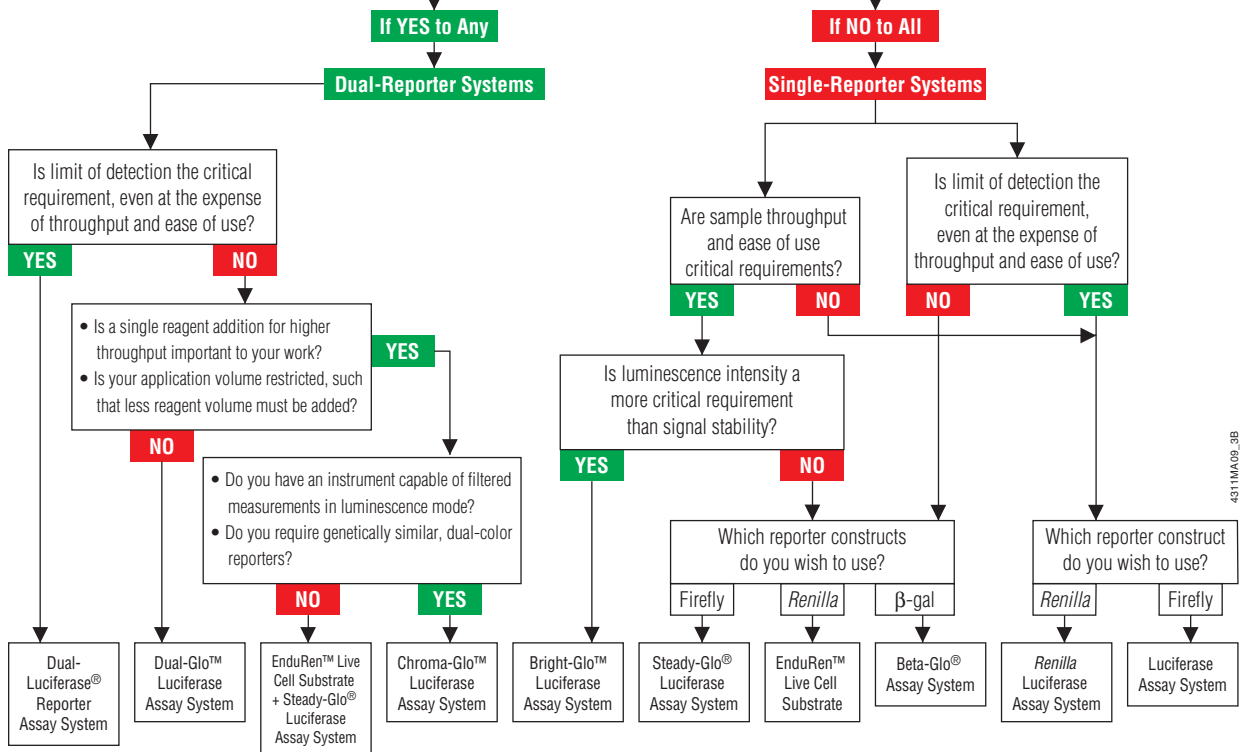 If YES to Any
Dual-Reporter Systems
Is limit of detection the critical
requirement, even at the expense
of throughput and ease of use?
YES
NO
• Is a single reagent addition for higher
throughput important to your work?
• Is your application volume restricted, such
that less reagent volume must be added?
YES
NO
• Do you have an instrument capable of filtered
measurements in luminescence mode?
• Do you require genetically similar, dual-color
reporters?
NO
YES
If NO to All
Single-Reporter Systems
Are sample throughput
and ease of use
critical requirements?
YES
NO
Is limit of detection the
critical requirement,
even at the expense of
throughput and ease of use?
NO
YES
Is luminescence intensity a
more critical requirement
than signal stability?
YES
NO
Which reporter constructs
do you wish to use?
Firefly
Renilla
β-gal
Which reporter construct
do you wish to use?
Renilla
Firefly
Dual-
Luciferase®
Reporter
Assay System
Dual-Glo™
Luciferase
Assay System
EnduRen™ Live
Cell Substrate
+ Steady-Glo®
Luciferase
Assay System
Chroma-Glo™
Luciferase
Assay System
Bright-Glo™
Luciferase
Assay System
Steady-Glo®
Luciferase
Assay System
EnduRen™
Live Cell
Substrate
Beta-Glo®
Assay System
Renilla
Luciferase
Assay System
Luciferase
Assay System
4311MA09_3B